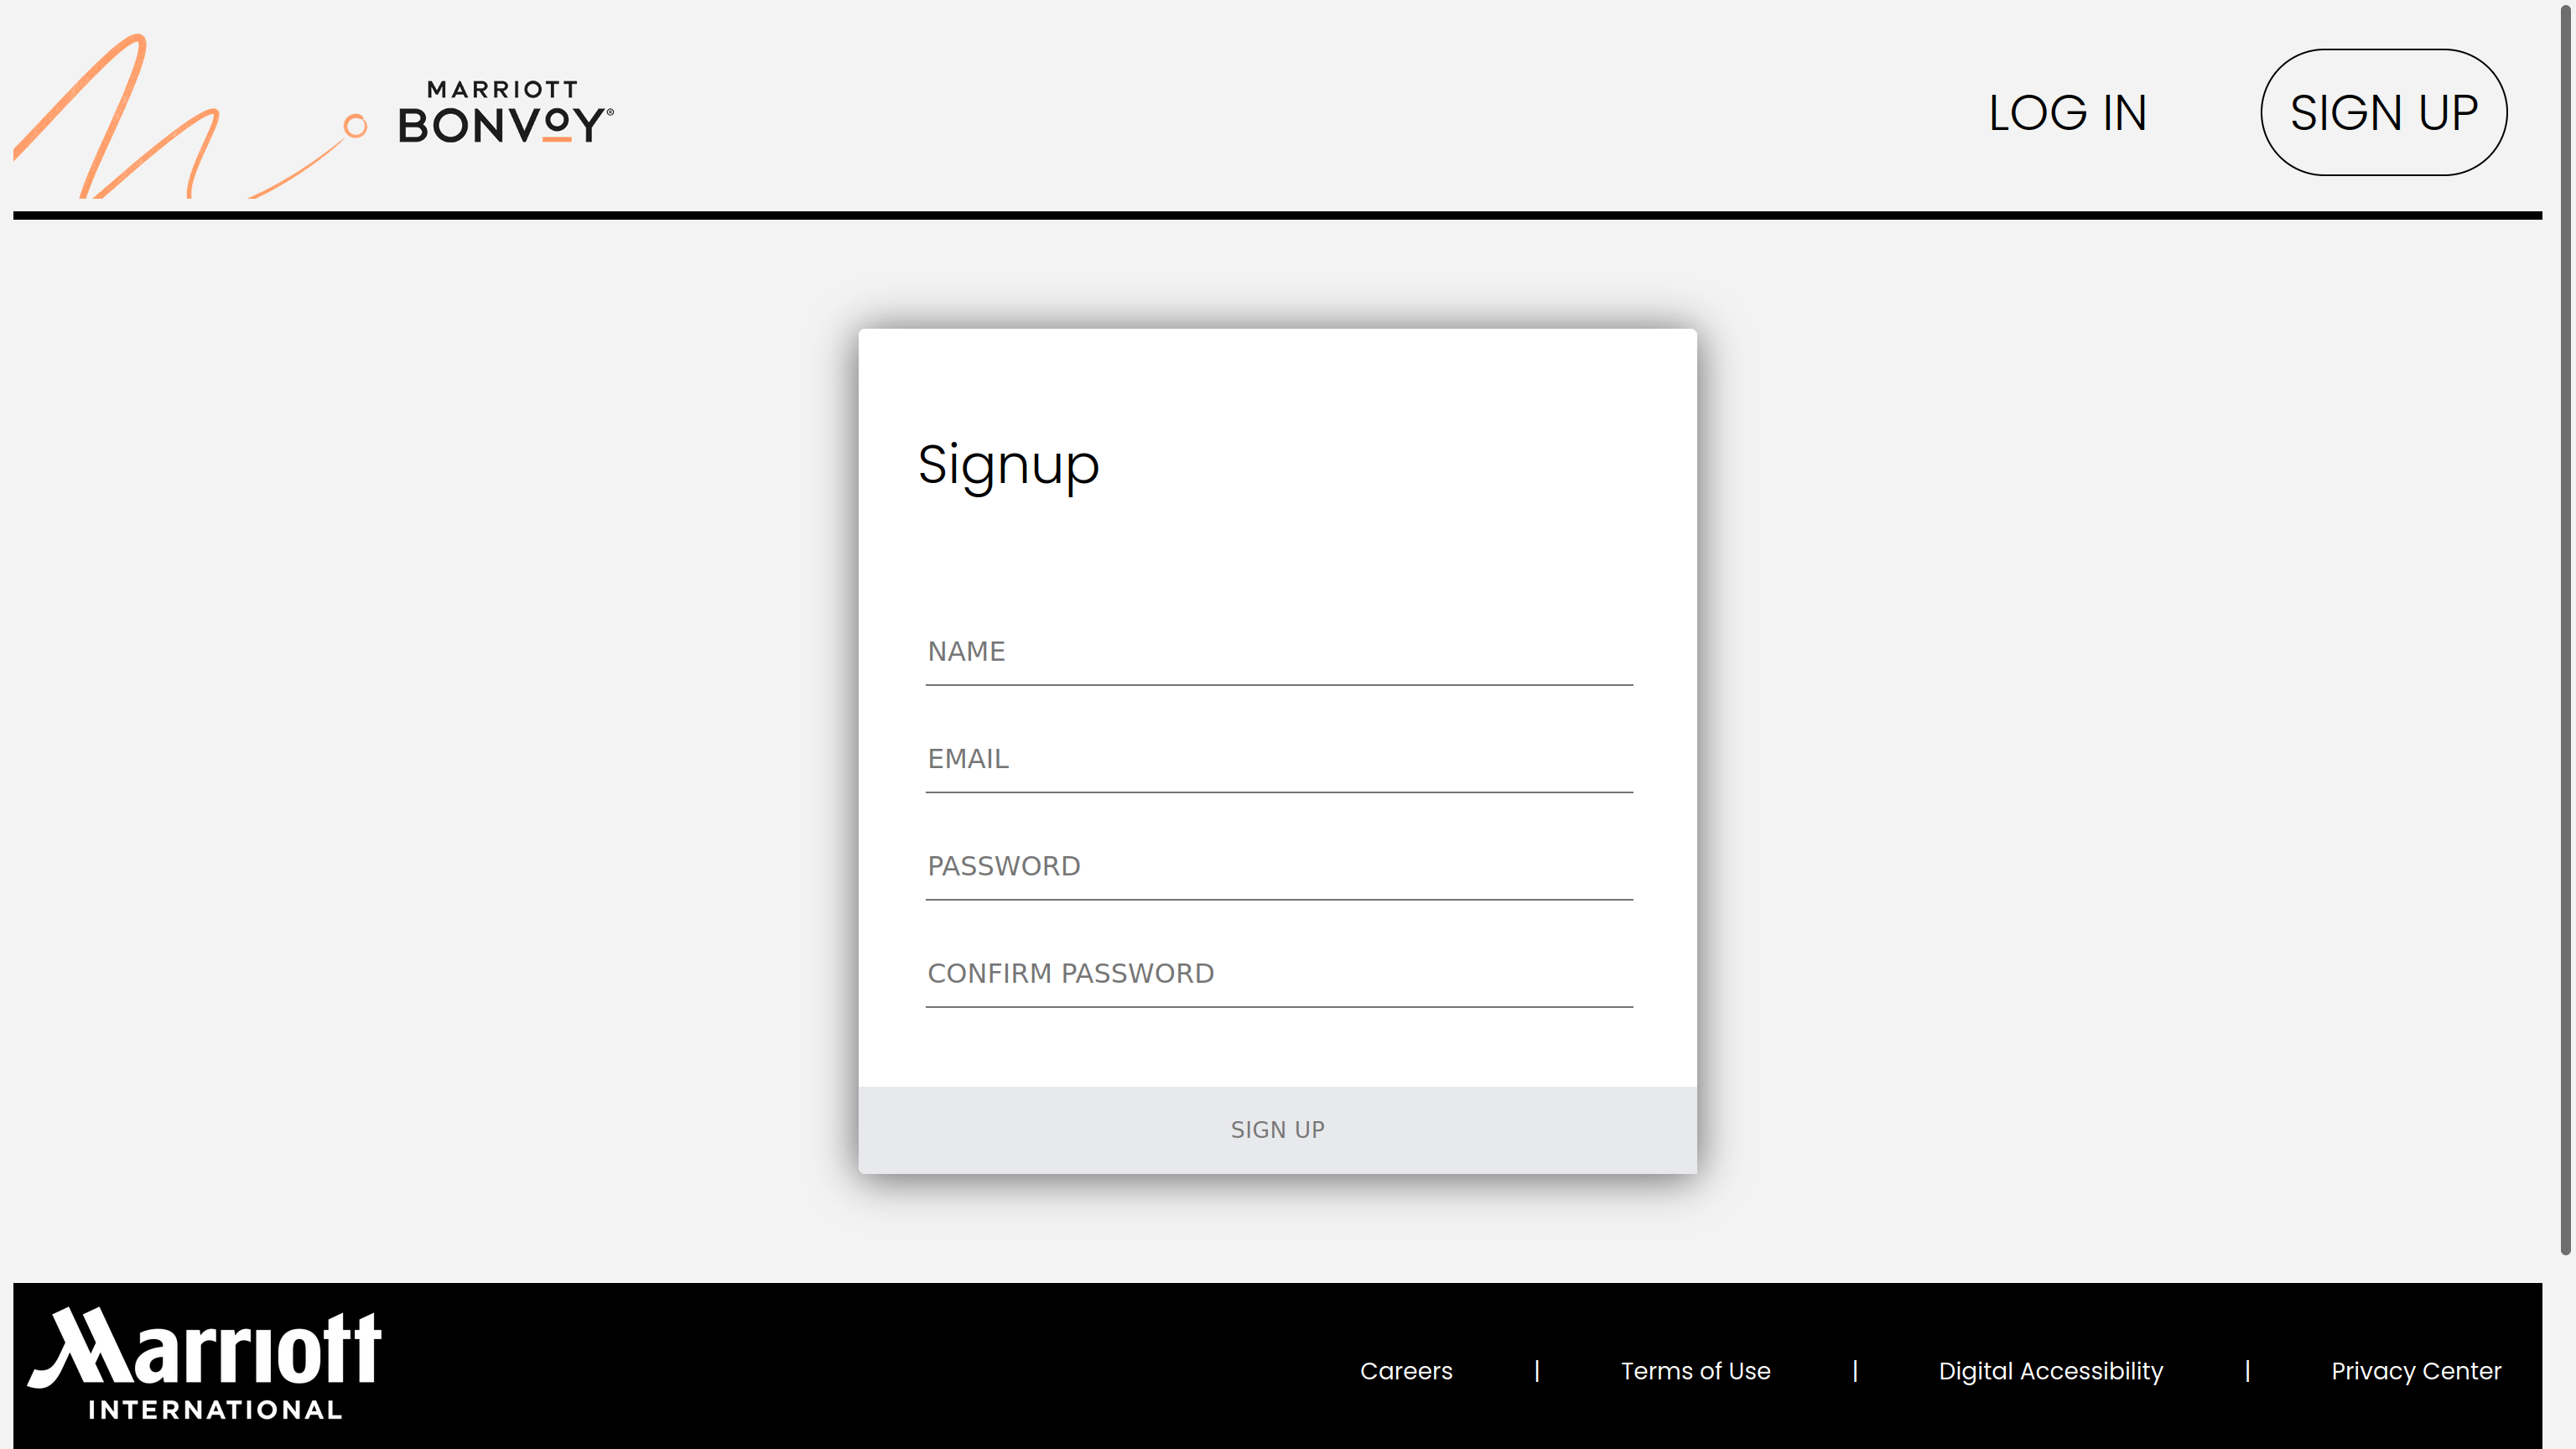 MARRIOTT
BONVOY®
LOG IN
SIGN UP
Signup
NAME
EMAIL
PASSWORD
CONFIRM PASSWORD
SIGN UP
Marriott
INTERNATIONAL
Careers | Terms of Use | Digital Accessibility | Privacy Center